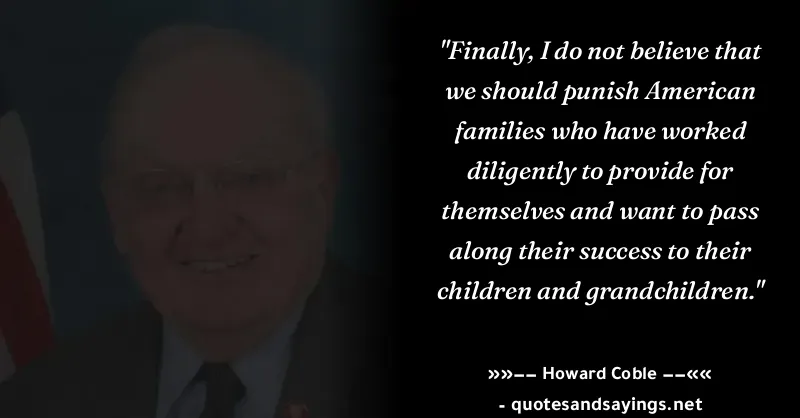 "Finally, I do not believe that
we should punish American
families who have worked
diligently to provide for
themselves and want to pass
along their success to their
children and grandchildren."
»»−− Howard Coble −−««
- quotesandsayings.net